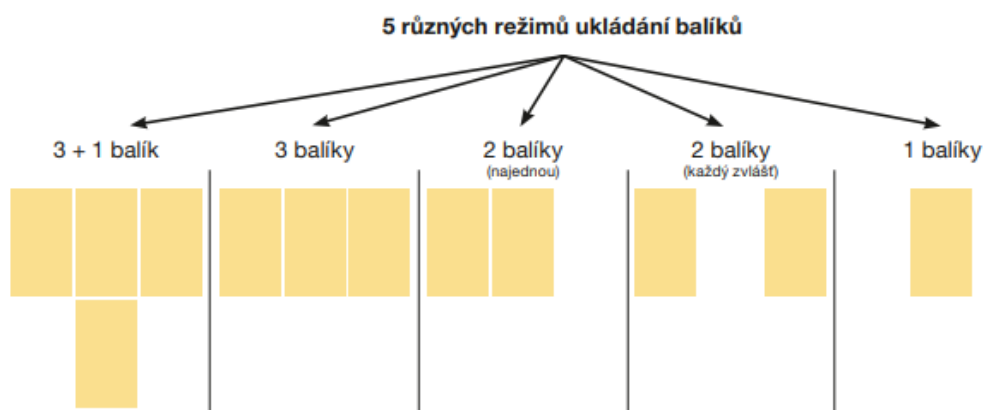 5 různých režimů ukládání balíků
3 + 1 balík
3 balíky
2 balíky
(najednou)
2 balíky
(každý zvlášť)
1 balíky